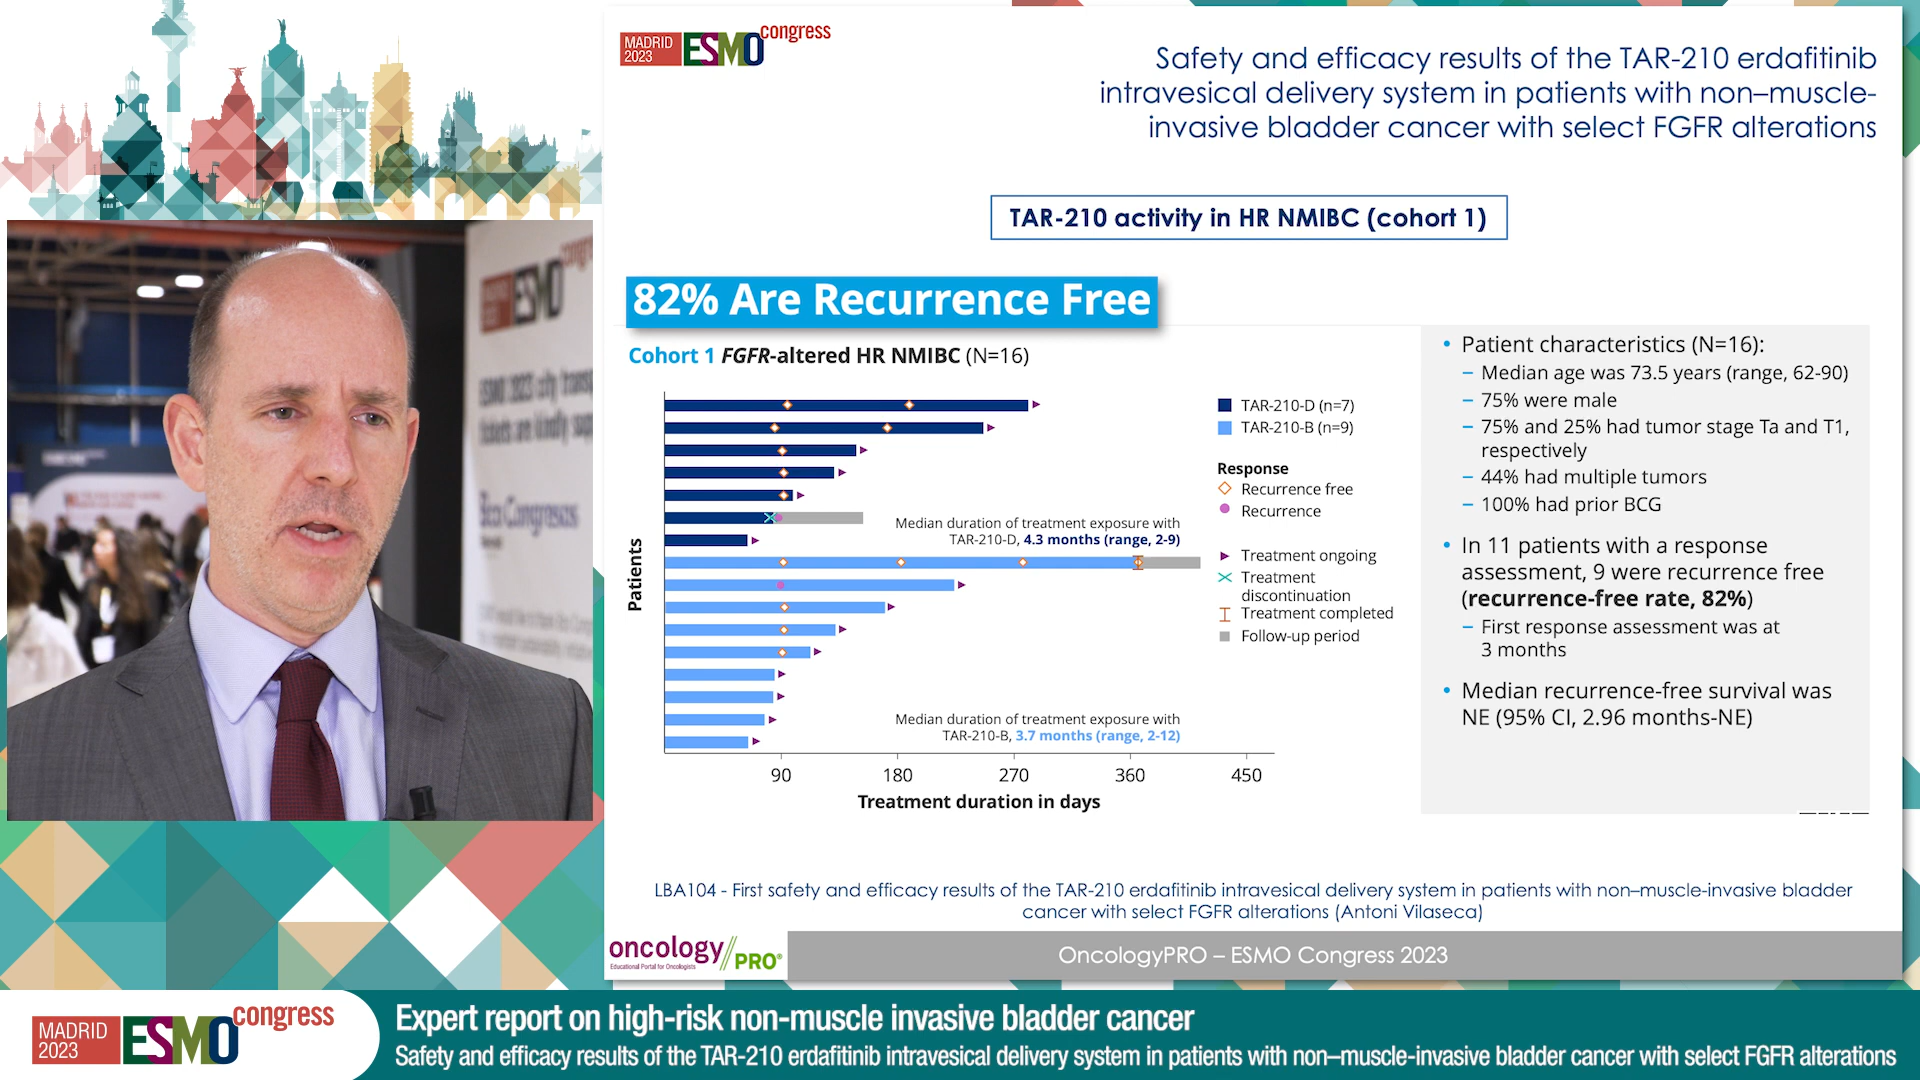 MADRID
2023
ESMO
congress
Safety and efficacy results of the TAR-210 erdafitinib
intravesical delivery system in patients with non–muscle-
invasive bladder cancer with select FGFR alterations
TAR-210 activity in HR NMIBC (cohort 1)
82% Are Recurrence Free
Cohort 1 FGFR-altered HR NMIBC (N=16)
TAR-210-D (n=7)
TAR-210-B (n=9)
Response
Recurrence free
Recurrence
Treatment ongoing
Treatment
discontinuation
Treatment completed
Follow-up period
Median duration of treatment exposure with
TAR-210-D, 4.3 months (range, 2-9)
Median duration of treatment exposure with
TAR-210-B, 3.7 months (range, 2-12)
Patients
90 180 270 360 450
Treatment duration in days
• Patient characteristics (N=16):
– Median age was 73.5 years (range, 62-90)
– 75% were male
– 75% and 25% had tumor stage Ta and T1,
respectively
– 44% had multiple tumors
– 100% had prior BCG
• In 11 patients with a response
assessment, 9 were recurrence free
(recurrence-free rate, 82%)
– First response assessment was at
3 months
• Median recurrence-free survival was
NE (95% CI, 2.96 months-NE)
LBA104 - First safety and efficacy results of the TAR-210 erdafitinib intravesical delivery system in patients with non–muscle-invasive bladder
cancer with select FGFR alterations (Antoni Vilaseca)
oncology//PRO®
Educational Portal for Oncologists
OncologyPRO – ESMO Congress 2023
MADRID
2023
ESMO
congress
Expert report on high-risk non-muscle invasive bladder cancer
Safety and efficacy results of the TAR-210 erdafitinib intravesical delivery system in patients with non–muscle-invasive bladder cancer with select FGFR alterations